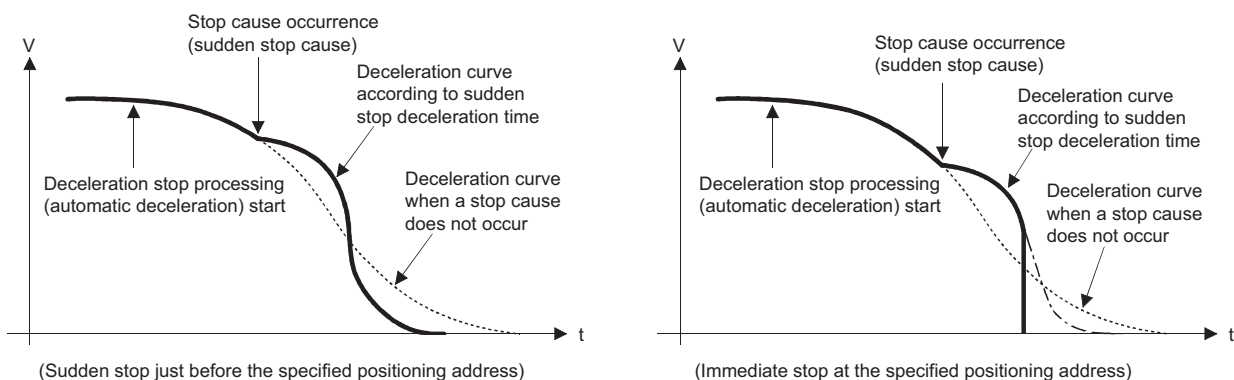 Stop cause occurrence
(sudden stop cause)
V
Deceleration curve
according to sudden
stop deceleration time
Deceleration stop processing
(automatic deceleration) start
Deceleration curve
when a stop cause
does not occur
t
(Sudden stop just before the specified positioning address)
Stop cause occurrence
(sudden stop cause)
V
Deceleration curve
according to sudden
stop deceleration time
Deceleration stop processing
(automatic deceleration) start
Deceleration curve
when a stop cause
does not occur
t
(Immediate stop at the specified positioning address)